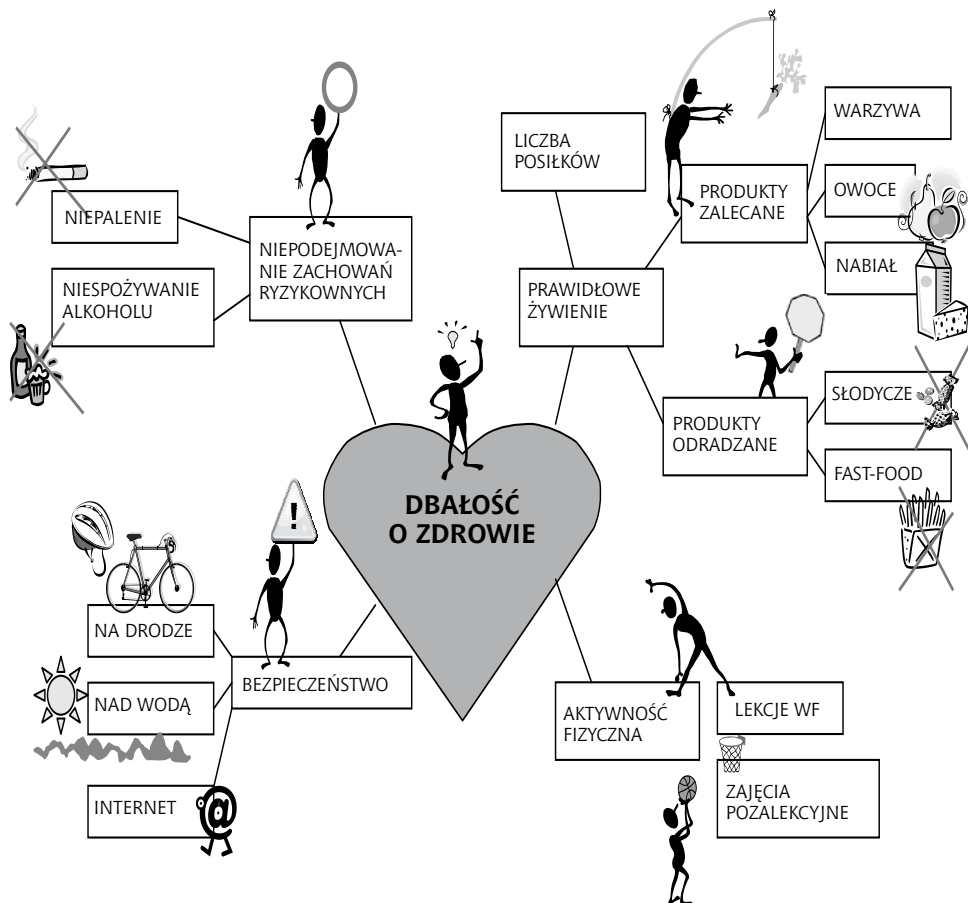 DBAŁOŚĆ
O ZDROWIE
NIEPODEJMOWA-
NIE ZACHOWAŃ
RYZYKOWNYCH
NIEPALENIE
NIESPOŻYWANIE
ALKOHOLU
PRAWIDŁOWE
ŻYWIENIE
LICZBA
POSIŁKÓW
PRODUKTY
ZALECANE
WARZYWA
OWOCE
NABIAŁ
PRODUKTY
ODRADZANE
SŁODYCZE
FAST-FOOD
!
BEZPIECZEŃSTWO
NA DRODZE
NAD WODĄ
INTERNET
@
AKTYWNOŚĆ
FIZYCZNA
LEKCJE WF
ZAJĘCIA
POZALEKCYJNE